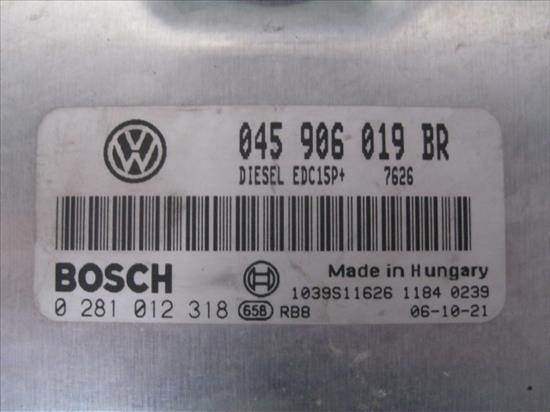 045 906 019 BR
DIESEL EDC15P+ 7626
BOSCH
Made in Hungary
1039S11626 1184 0239
0 281 012 318 658 RB8 06-10-21